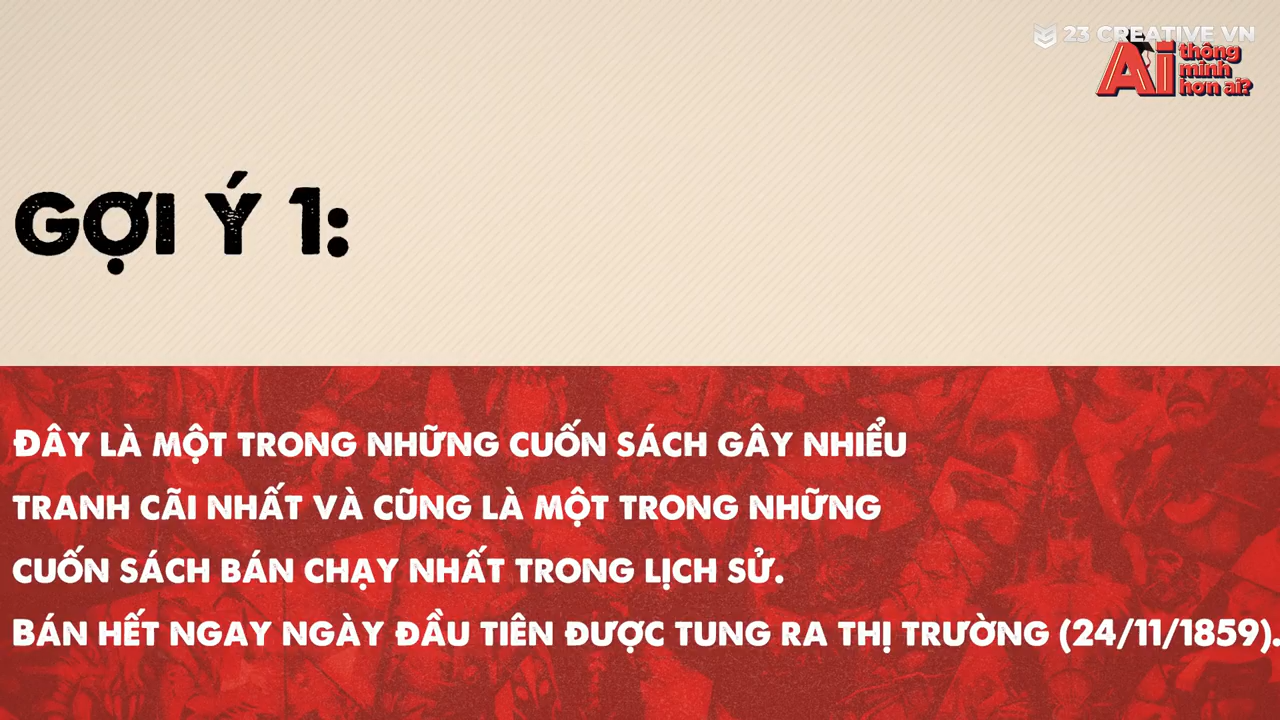 23 CREATIVE VN
Ai thông
minh
hơn ai?
GỢI Ý 1:
ĐÂY LÀ MỘT TRONG NHỮNG CUỐN SÁCH GÂY NHIỂU
TRANH CÃI NHẤT VÀ CŨNG LÀ MỘT TRONG NHỮNG
CUỐN SÁCH BÁN CHẠY NHẤT TRONG LỊCH SỬ.
BÁN HẾT NGAY NGÀY ĐẦU TIÊN ĐƯỢC TUNG RA THỊ TRƯỜNG (24/11/1859).